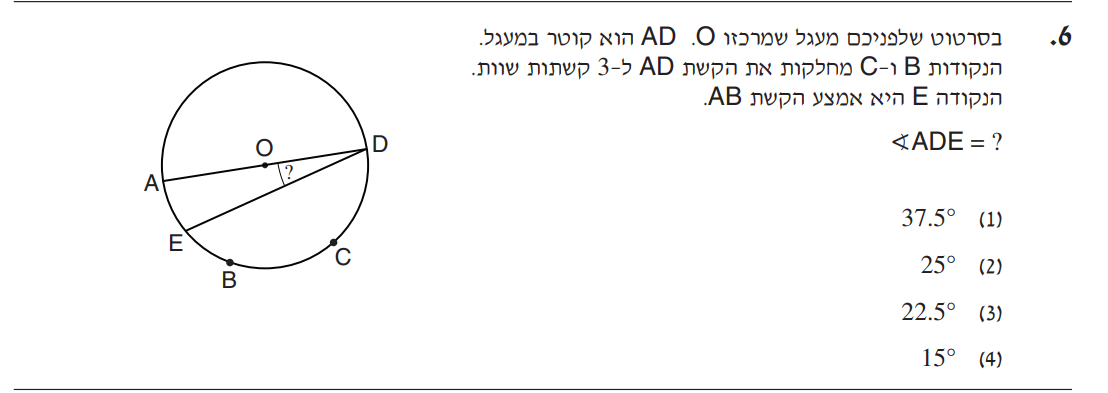 .6 בסרטוט שלפניכם מעגל שמרכזו O. AD הוא קוטר במעגל.
הנקודות B ו-C מחלקות את הקשת AD ל-3 קשתות שוות.
הנקודה E היא אמצע הקשת AB.
∢ADE = ?
(1) 37.5°
(2) 25°
(3) 22.5°
(4) 15°
O
D
?
A
E
C
B